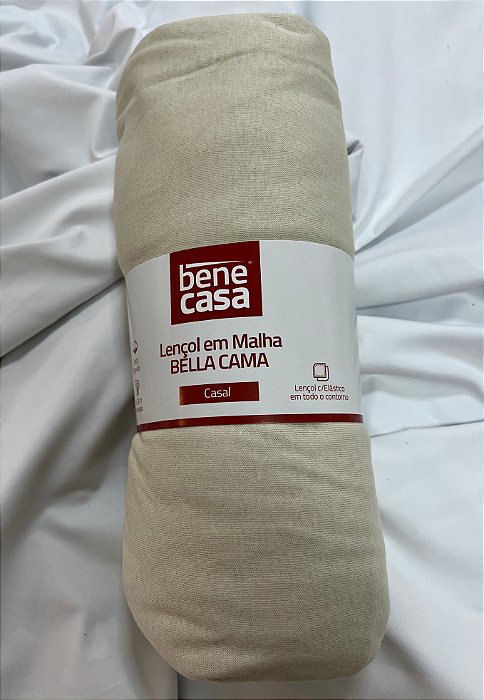 bene
casa
Lençol em Malha
BELLA CAMA
Casal
Lençol c/Elástico
em todo o contorno